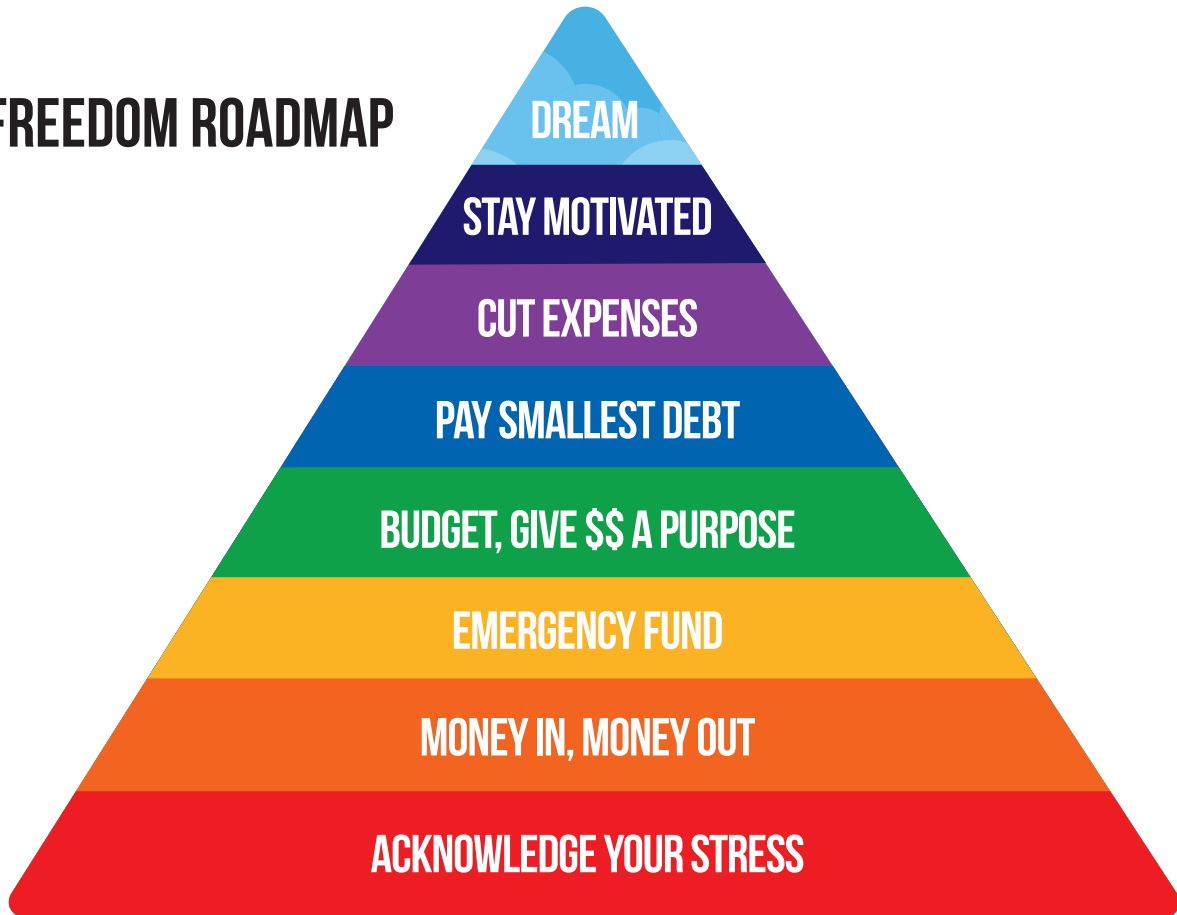 FREEDOM ROADMAP
DREAM
STAY MOTIVATED
CUT EXPENSES
PAY SMALLEST DEBT
BUDGET, GIVE $$ A PURPOSE
EMERGENCY FUND
MONEY IN, MONEY OUT
ACKNOWLEDGE YOUR STRESS